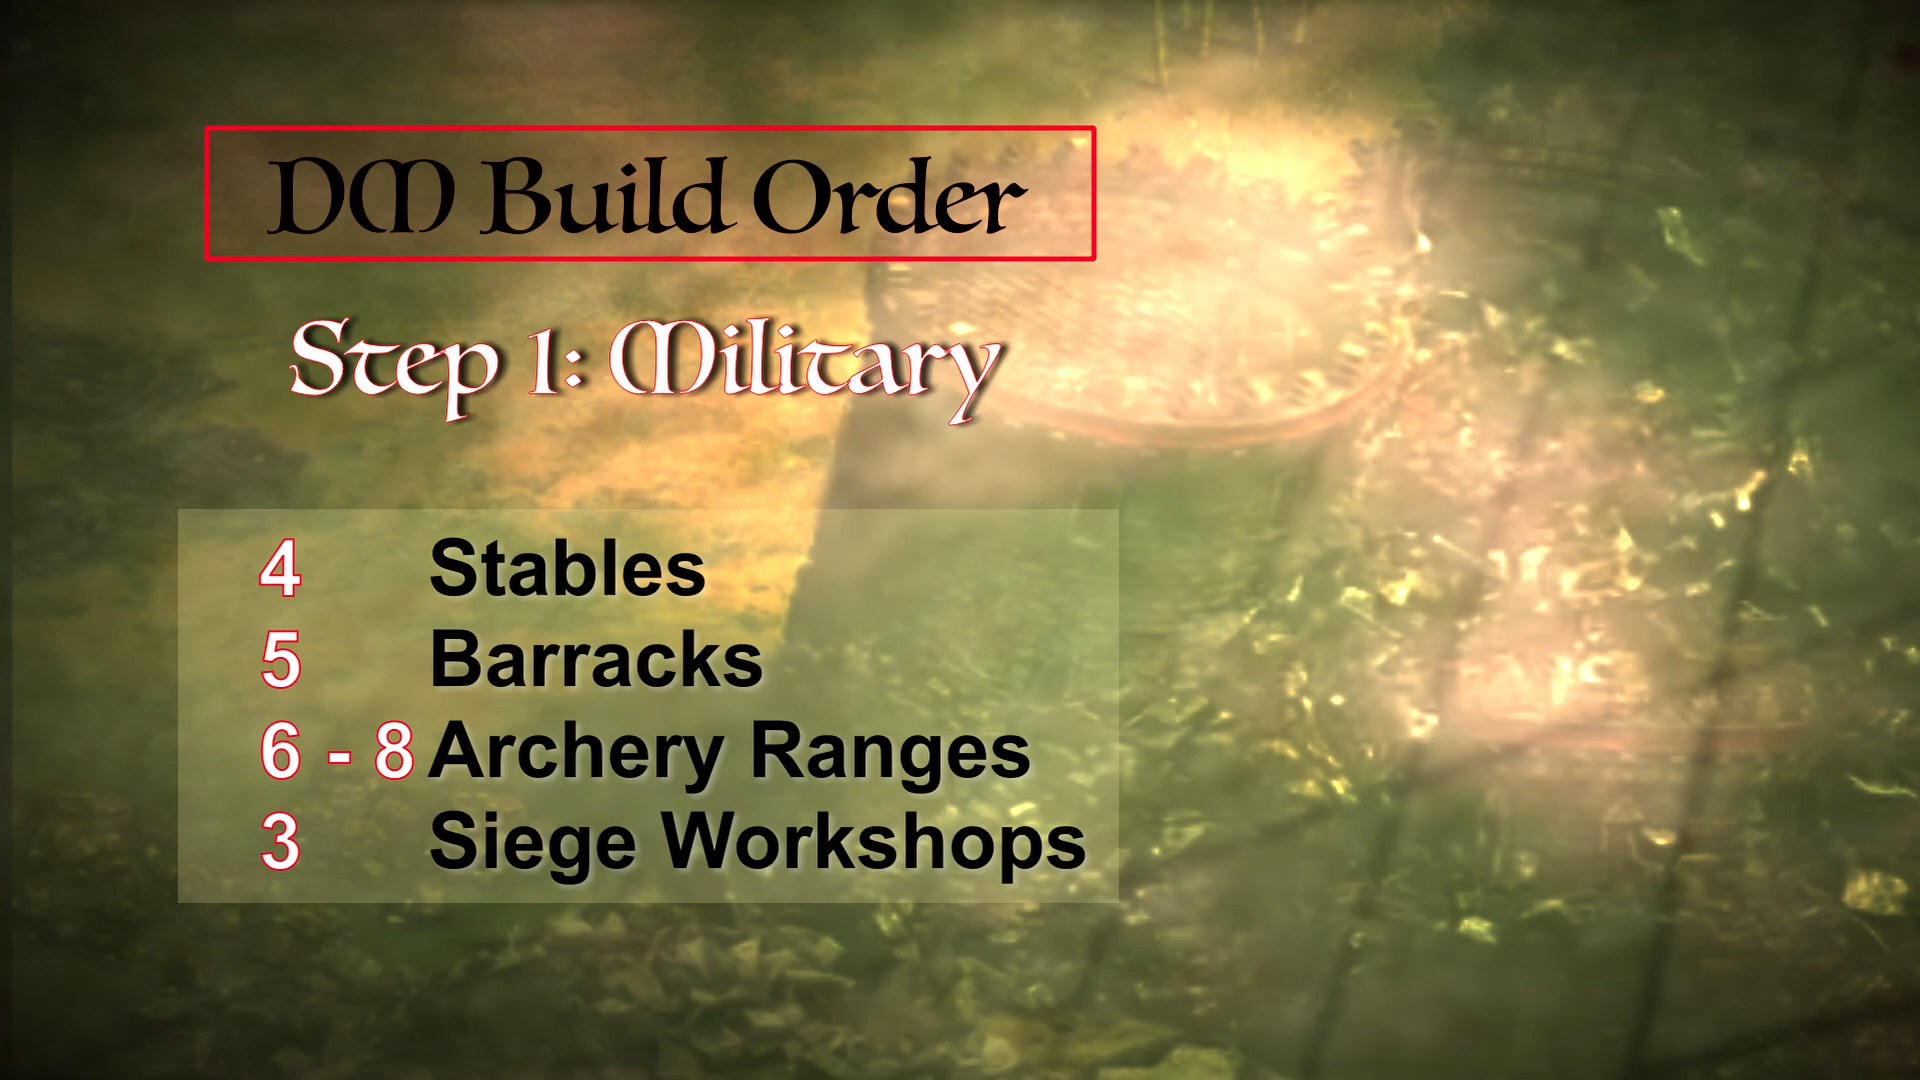 DM Build Order
Step 1: Military
4 Stables
5 Barracks
6 - 8 Archery Ranges
3 Siege Workshops